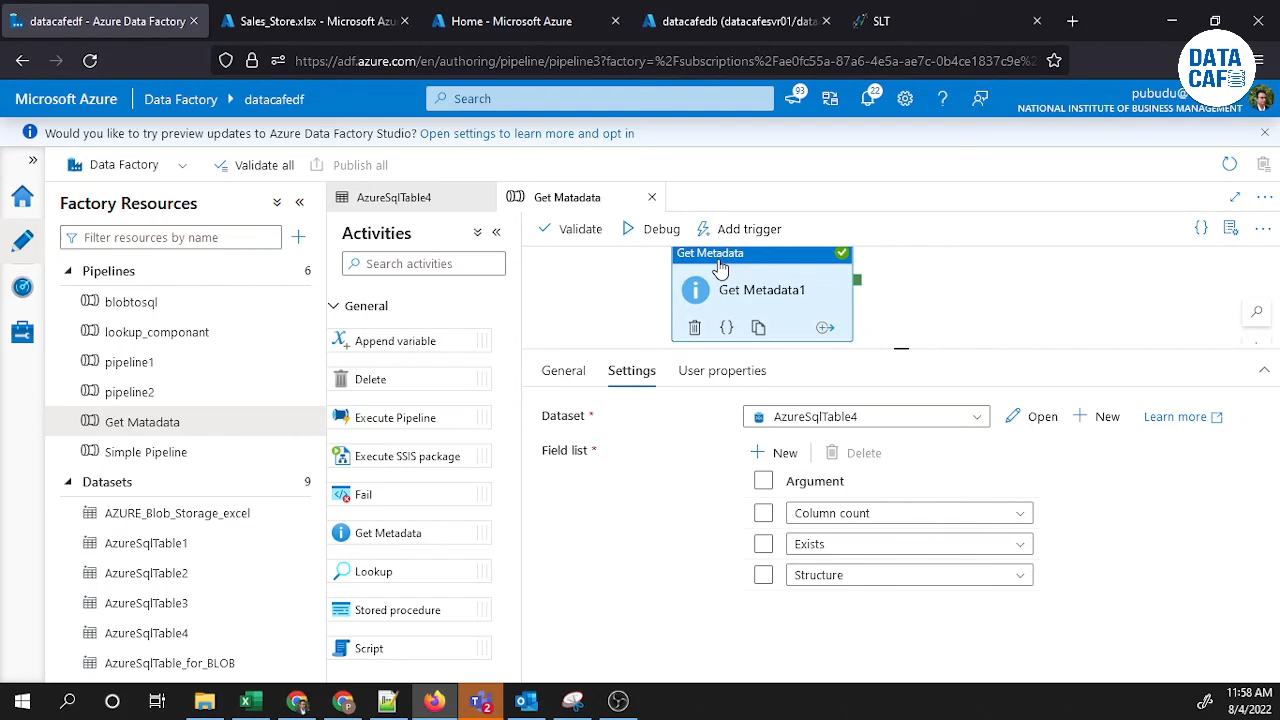 datacafedf - Azure Data Factory
Sales_Store.xlsx - Microsoft Azu
Home - Microsoft Azure
datacafedb (datacafesvr01/datac
SLT
https://adf.azure.com/en/authoring/pipeline/pipeline3?factory=%2Fsubscriptions%2Fae0fc55a-87a6-4e5a-ae7c-0b4ce1837c9e%
DATA
CAF
Microsoft Azure
Data Factory
datacafedf
Search
93
22
pubudu@
NATIONAL INSTITUTE OF BUSINESS MANAGEMENT
Would you like to try preview updates to Azure Data Factory Studio? Open settings to learn more and opt in
Data Factory
Validate all
Publish all
Factory Resources
Filter resources by name
Pipelines 6
blobtosql
lookup_componant
pipeline1
pipeline2
Get Matadata
Simple Pipeline
Datasets 9
AZURE_Blob_Storage_excel
AzureSqlTable1
AzureSqlTable2
AzureSqlTable3
AzureSqlTable4
AzureSqlTable_for_BLOB
AzureSqlTable4
Get Matadata
Activities
Search activities
General
Append variable
Delete
Execute Pipeline
Execute SSIS package
Fail
Get Metadata
Lookup
Stored procedure
Script
Validate
Debug
Add trigger
Get Metadata
Get Metadata1
General
Settings
User properties
Dataset *
AzureSqlTable4
Open
New
Learn more
Field list *
New
Delete
Argument
Column count
Exists
Structure
2
11:58 AM
8/4/2022